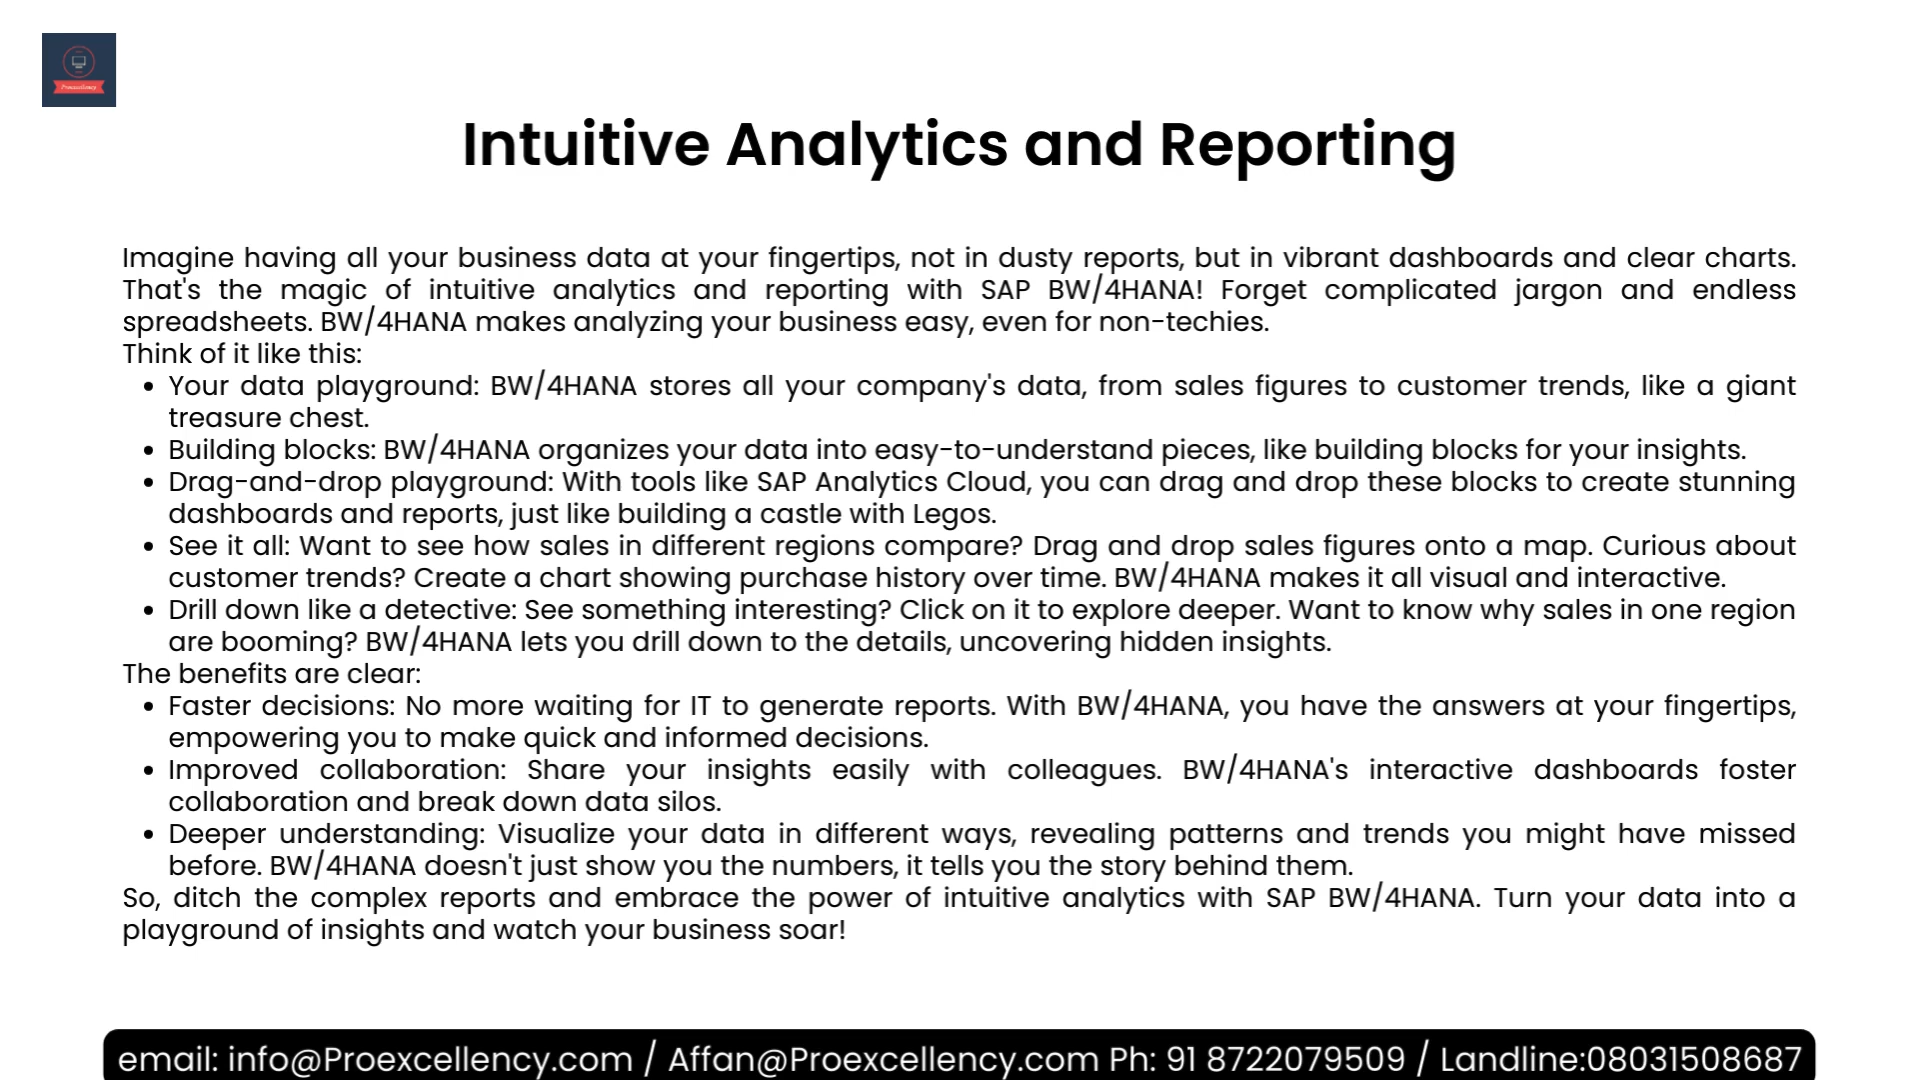 Proexcellency
Intuitive Analytics and Reporting
Imagine having all your business data at your fingertips, not in dusty reports, but in vibrant dashboards and clear charts.
That's the magic of intuitive analytics and reporting with SAP BW/4HANA! Forget complicated jargon and endless
spreadsheets. BW/4HANA makes analyzing your business easy, even for non-techies.
Think of it like this:
• Your data playground: BW/4HANA stores all your company's data, from sales figures to customer trends, like a giant
treasure chest.
• Building blocks: BW/4HANA organizes your data into easy-to-understand pieces, like building blocks for your insights.
• Drag-and-drop playground: With tools like SAP Analytics Cloud, you can drag and drop these blocks to create stunning
dashboards and reports, just like building a castle with Legos.
• See it all: Want to see how sales in different regions compare? Drag and drop sales figures onto a map. Curious about
customer trends? Create a chart showing purchase history over time. BW/4HANA makes it all visual and interactive.
• Drill down like a detective: See something interesting? Click on it to explore deeper. Want to know why sales in one region
are booming? BW/4HANA lets you drill down to the details, uncovering hidden insights.
The benefits are clear:
• Faster decisions: No more waiting for IT to generate reports. With BW/4HANA, you have the answers at your fingertips,
empowering you to make quick and informed decisions.
• Improved collaboration: Share your insights easily with colleagues. BW/4HANA's interactive dashboards foster
collaboration and break down data silos.
• Deeper understanding: Visualize your data in different ways, revealing patterns and trends you might have missed
before. BW/4HANA doesn't just show you the numbers, it tells you the story behind them.
So, ditch the complex reports and embrace the power of intuitive analytics with SAP BW/4HANA. Turn your data into a
playground of insights and watch your business soar!
email: info@Proexcellency.com / Affan@Proexcellency.com Ph: 91 8722079509 / Landline:08031508687